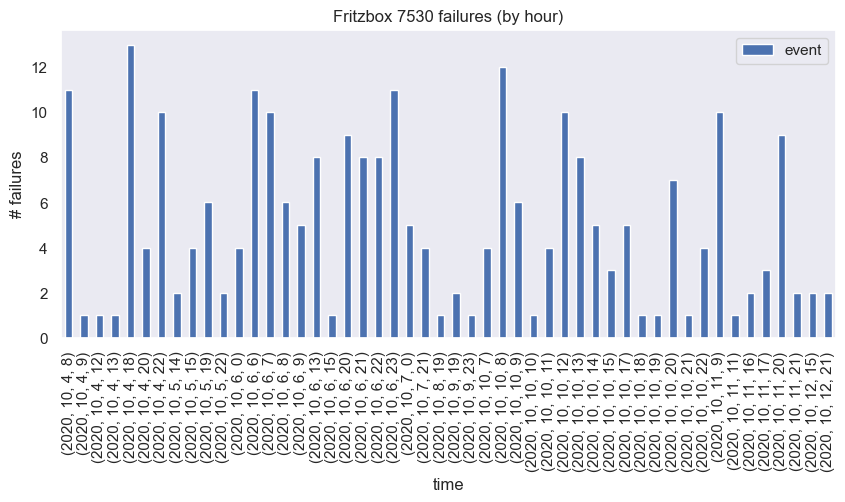 Fritzbox 7530 failures (by hour)
event
# failures
12
10
8
6
4
2
0
(2020, 10, 4, 8)
(2020, 10, 4, 9)
(2020, 10, 4, 12)
(2020, 10, 4, 13)
(2020, 10, 4, 18)
(2020, 10, 4, 20)
(2020, 10, 4, 22)
(2020, 10, 5, 14)
(2020, 10, 5, 15)
(2020, 10, 5, 19)
(2020, 10, 5, 22)
(2020, 10, 6, 0)
(2020, 10, 6, 6)
(2020, 10, 6, 7)
(2020, 10, 6, 8)
(2020, 10, 6, 9)
(2020, 10, 6, 13)
(2020, 10, 6, 15)
(2020, 10, 6, 20)
(2020, 10, 6, 21)
(2020, 10, 6, 22)
(2020, 10, 6, 23)
(2020, 10, 7, 0)
(2020, 10, 7, 21)
(2020, 10, 8, 19)
(2020, 10, 9, 19)
(2020, 10, 9, 23)
(2020, 10, 10, 7)
(2020, 10, 10, 8)
(2020, 10, 10, 9)
(2020, 10, 10, 10)
(2020, 10, 10, 11)
(2020, 10, 10, 12)
(2020, 10, 10, 13)
(2020, 10, 10, 14)
(2020, 10, 10, 15)
(2020, 10, 10, 17)
(2020, 10, 10, 18)
(2020, 10, 10, 19)
(2020, 10, 10, 20)
(2020, 10, 10, 21)
(2020, 10, 10, 22)
(2020, 10, 11, 9)
(2020, 10, 11, 11)
(2020, 10, 11, 16)
(2020, 10, 11, 17)
(2020, 10, 11, 20)
(2020, 10, 11, 21)
(2020, 10, 12, 15)
(2020, 10, 12, 21)
time